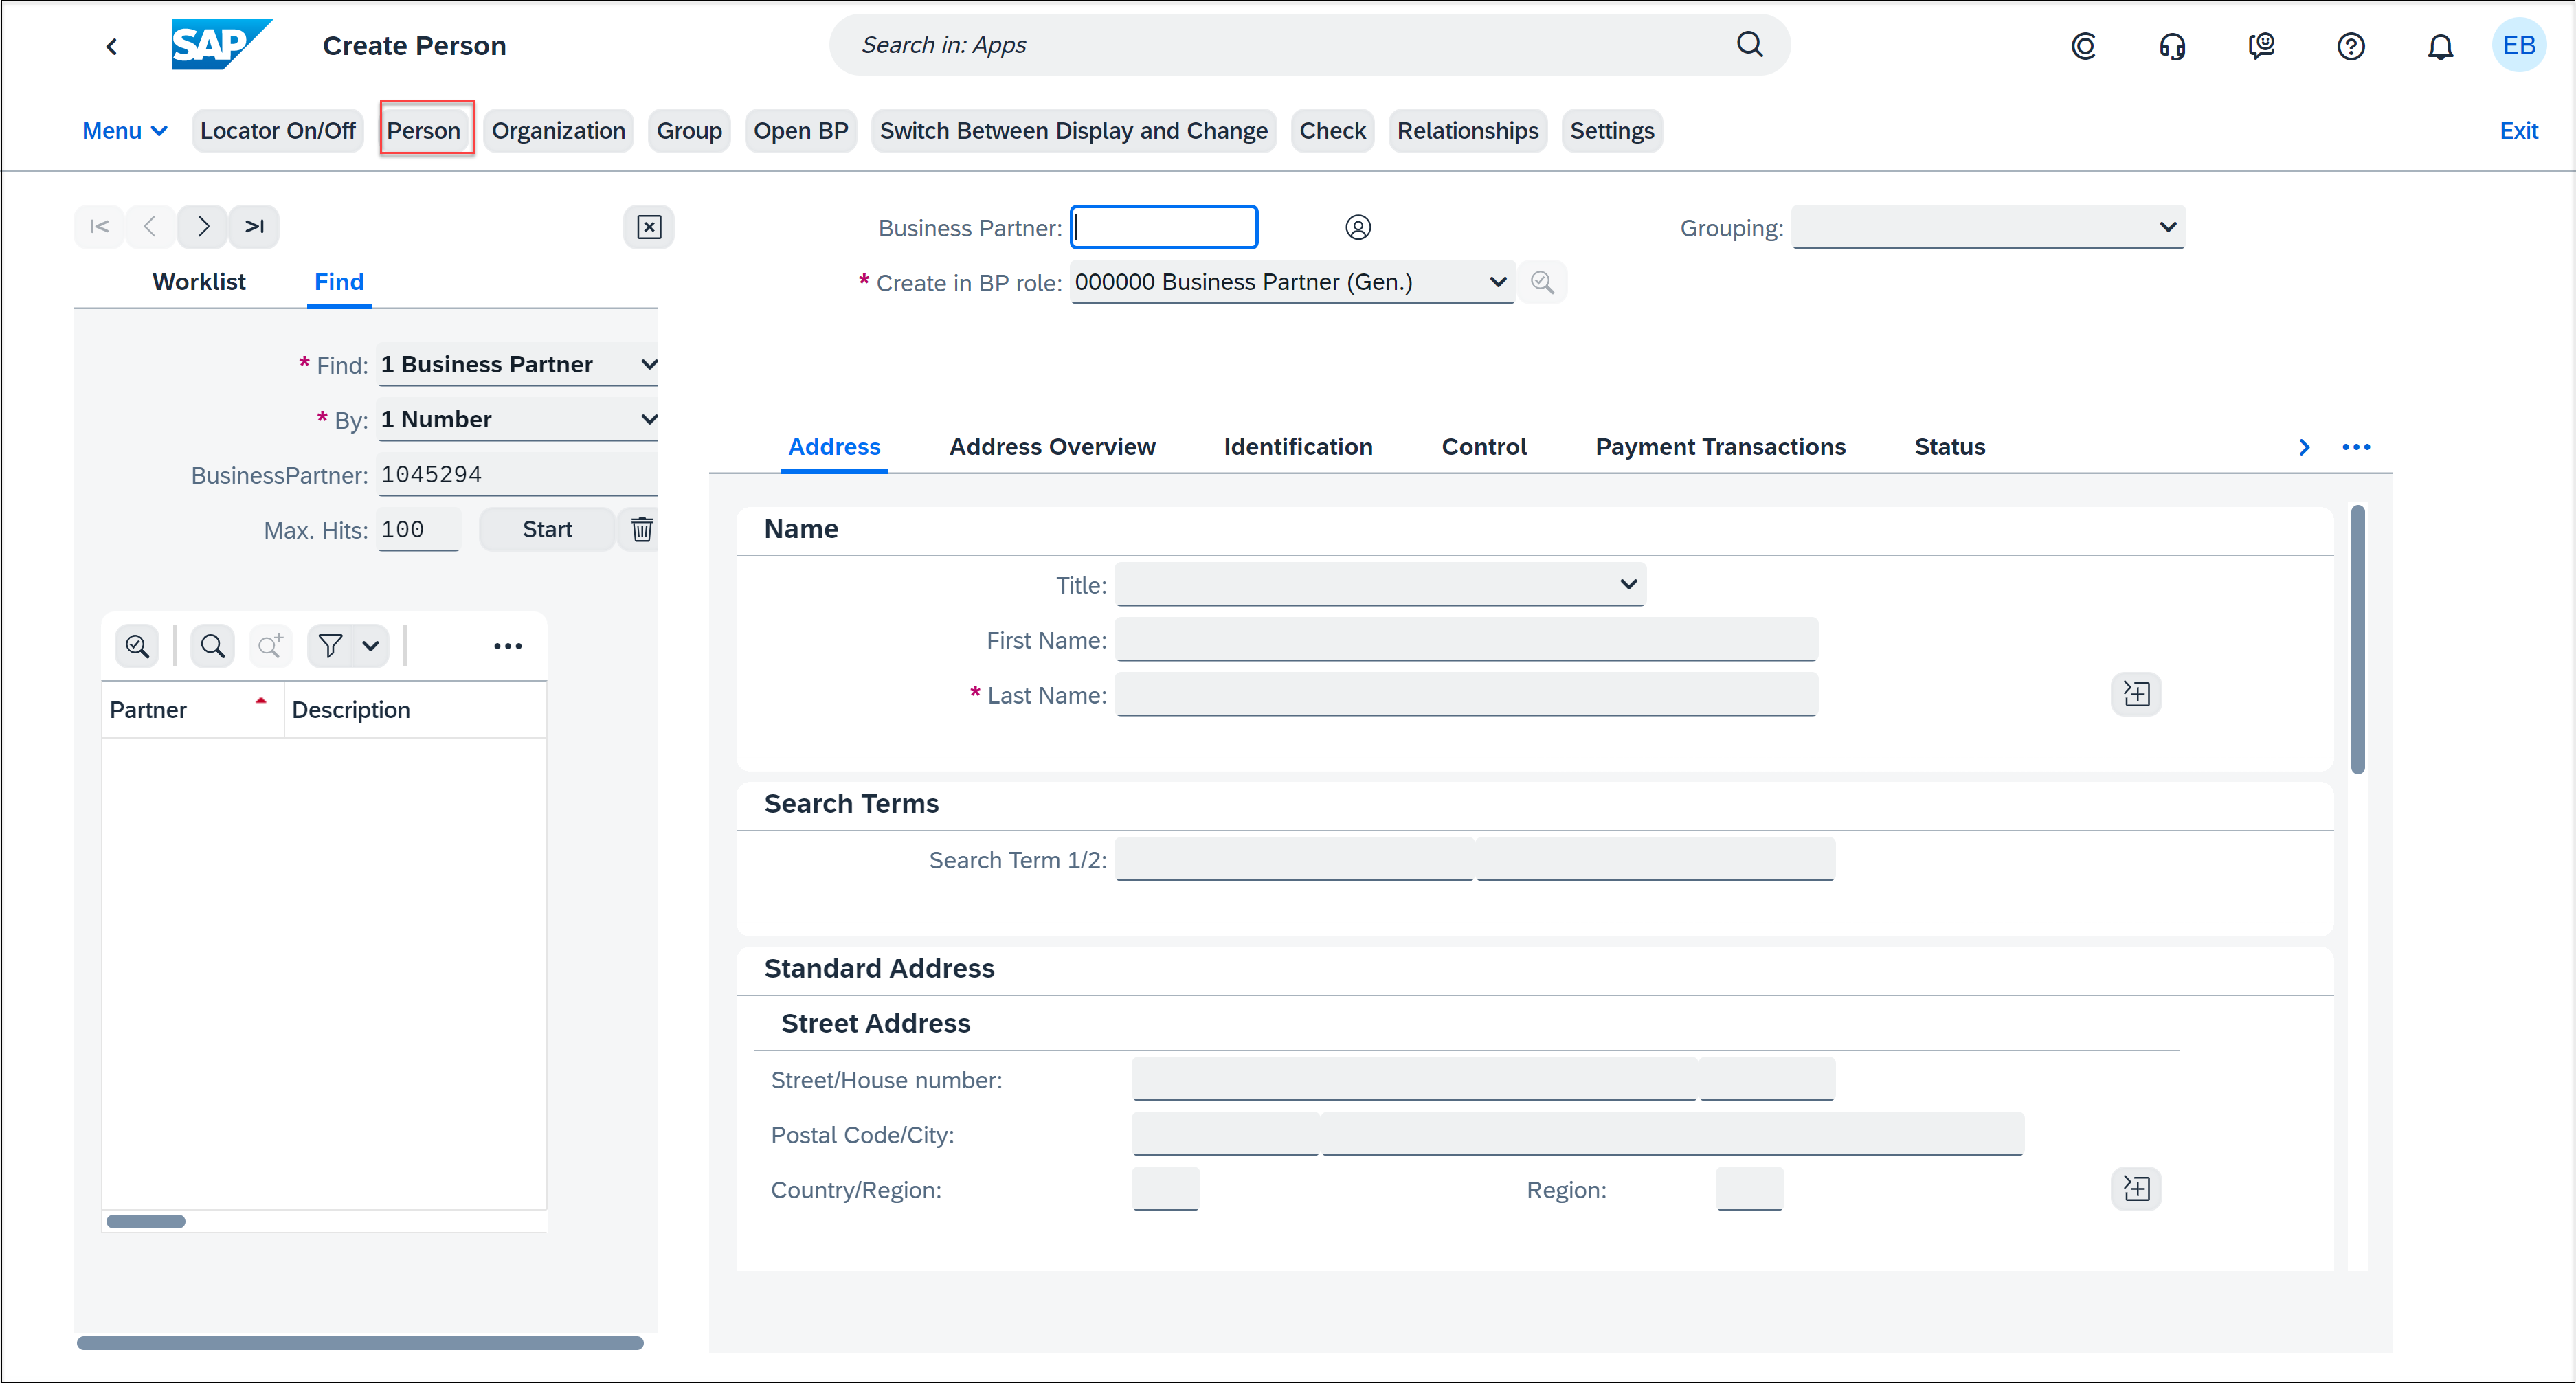 SAP Create Person Search in: Apps EB
Menu Locator On/Off Person Organization Group Open BP Switch Between Display and Change Check Relationships Settings Exit
Business Partner: Grouping:
Worklist Find
* Create in BP role: 000000 Business Partner (Gen.)
* Find: 1 Business Partner
* By: 1 Number
BusinessPartner: 1045294
Max. Hits: 100 Start
Partner Description
Address Address Overview Identification Control Payment Transactions Status
Name
Title:
First Name:
* Last Name:
Search Terms
Search Term 1/2:
Standard Address
Street Address
Street/House number:
Postal Code/City:
Country/Region: Region: